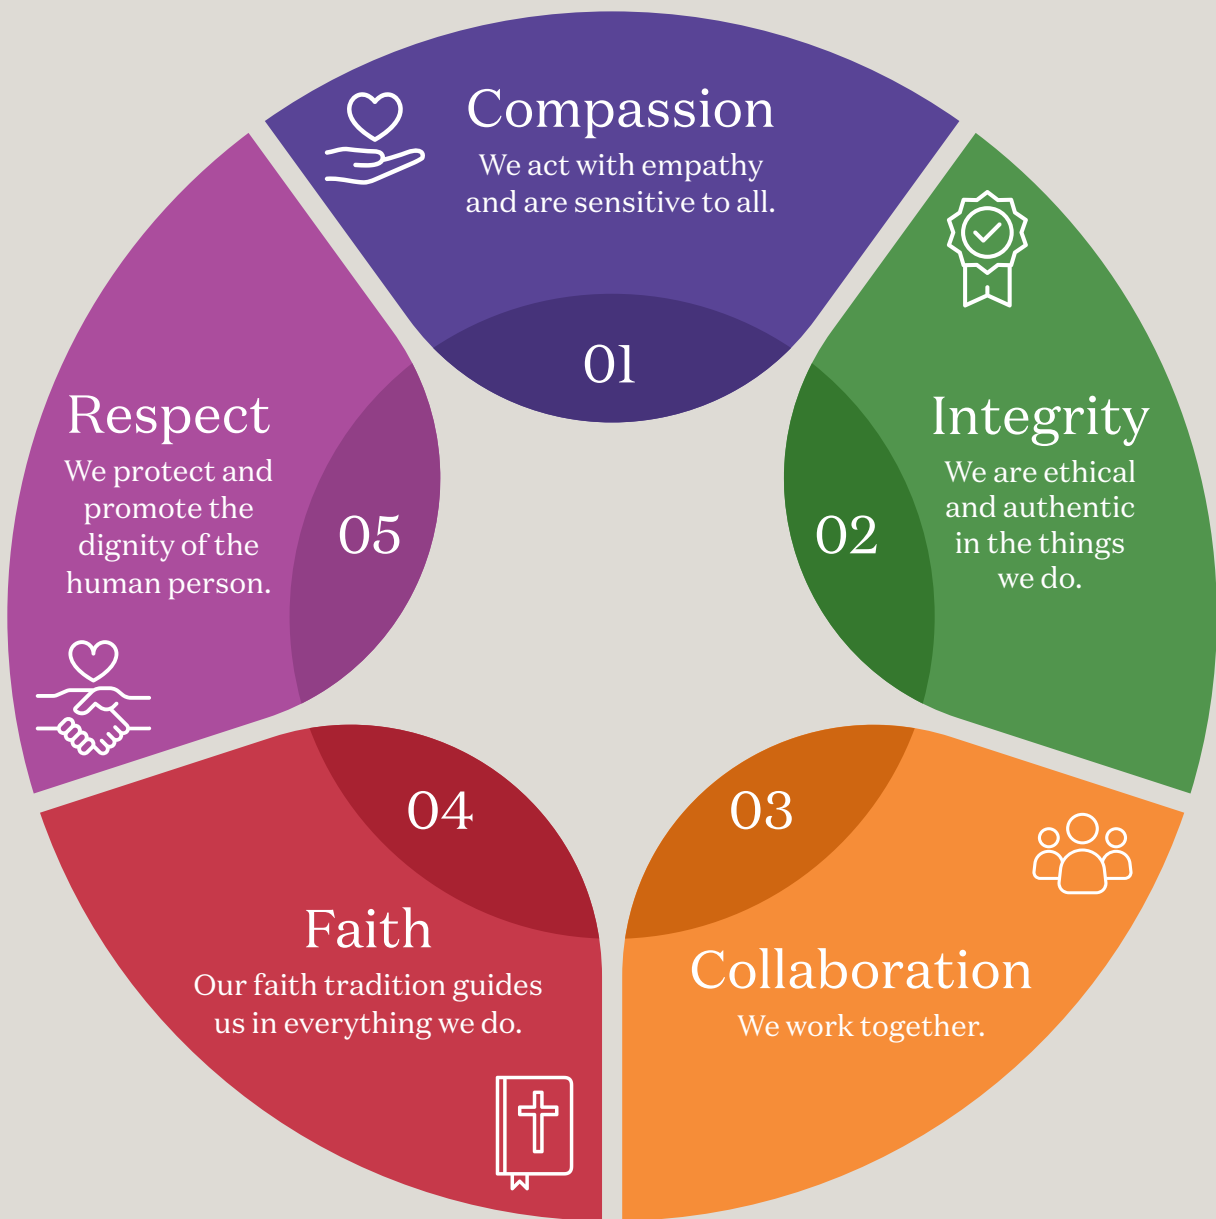 Compassion
We act with empathy
and are sensitive to all.
01
Integrity
We are ethical
and authentic
in the things
we do.
02
03
Collaboration
We work together.
04
Faith
Our faith tradition guides
us in everything we do.
Respect
We protect and
promote the
dignity of the
human person.
05